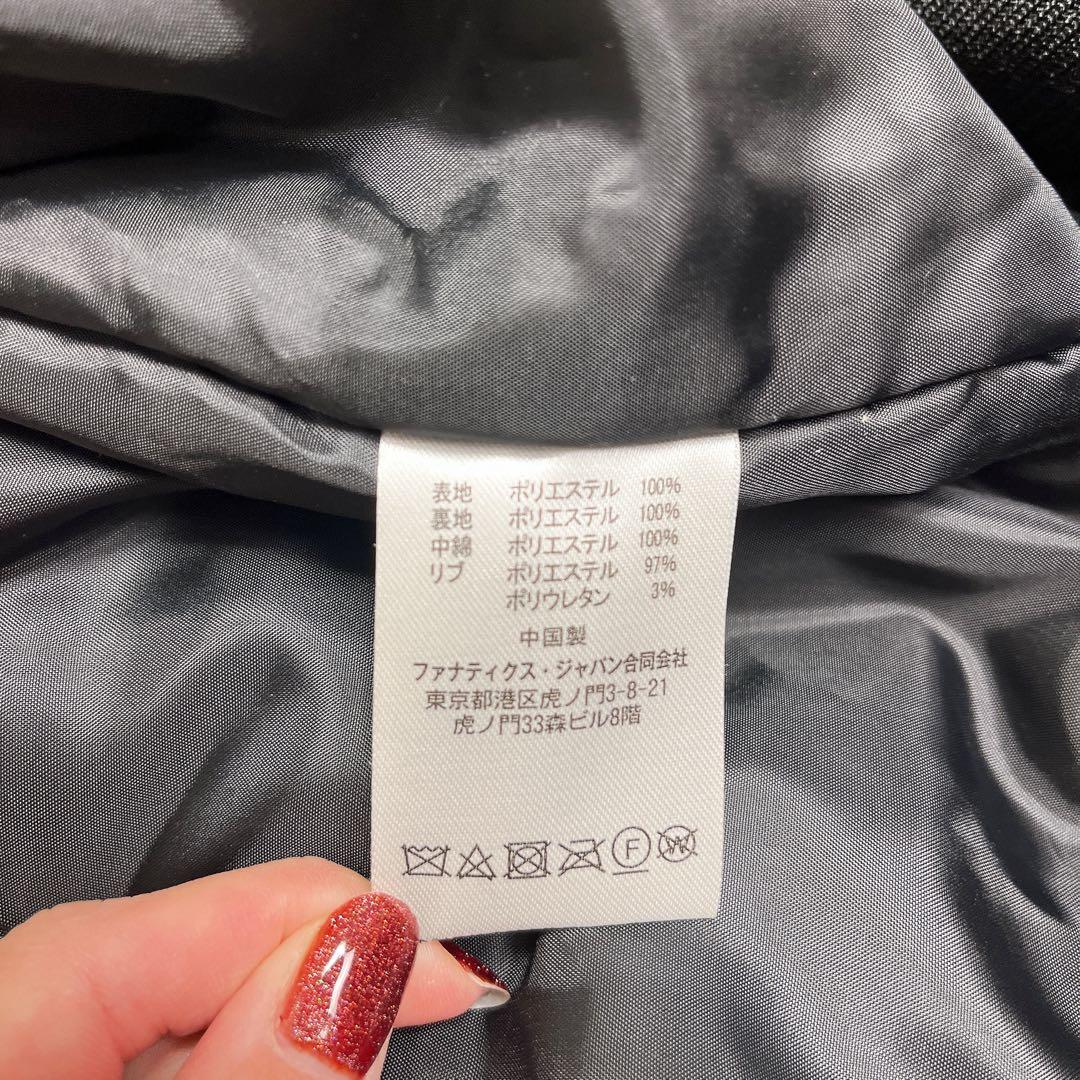 表地 ポリエステル 100%
裏地 ポリエステル 100%
中綿 ポリエステル 100%
リブ ポリエステル 97%
ポリウレタン 3%
中国製
ファナティクス・ジャパン合同会社
東京都港区虎ノ門3-8-21
虎ノ門33森ビル8階
F W